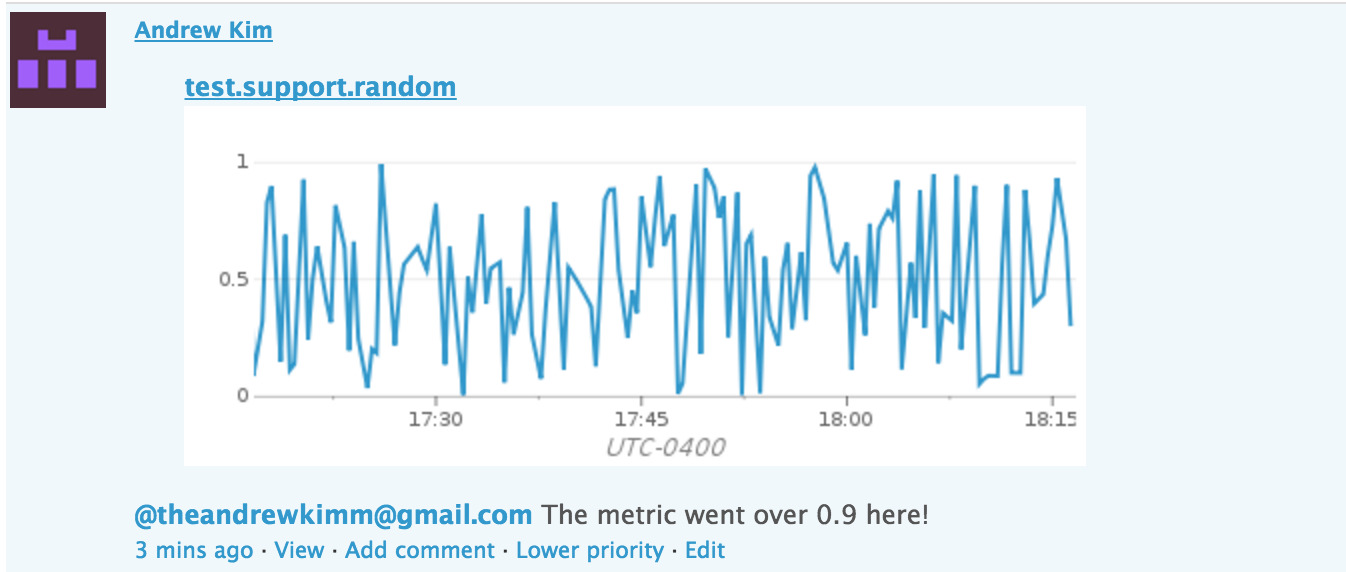 Andrew Kim
test.support.random
1
0.5
0
17:30 17:45 18:00 18:15
UTC-0400
@theandrewkimm@gmail.com The metric went over 0.9 here!
3 mins ago · View · Add comment · Lower priority · Edit